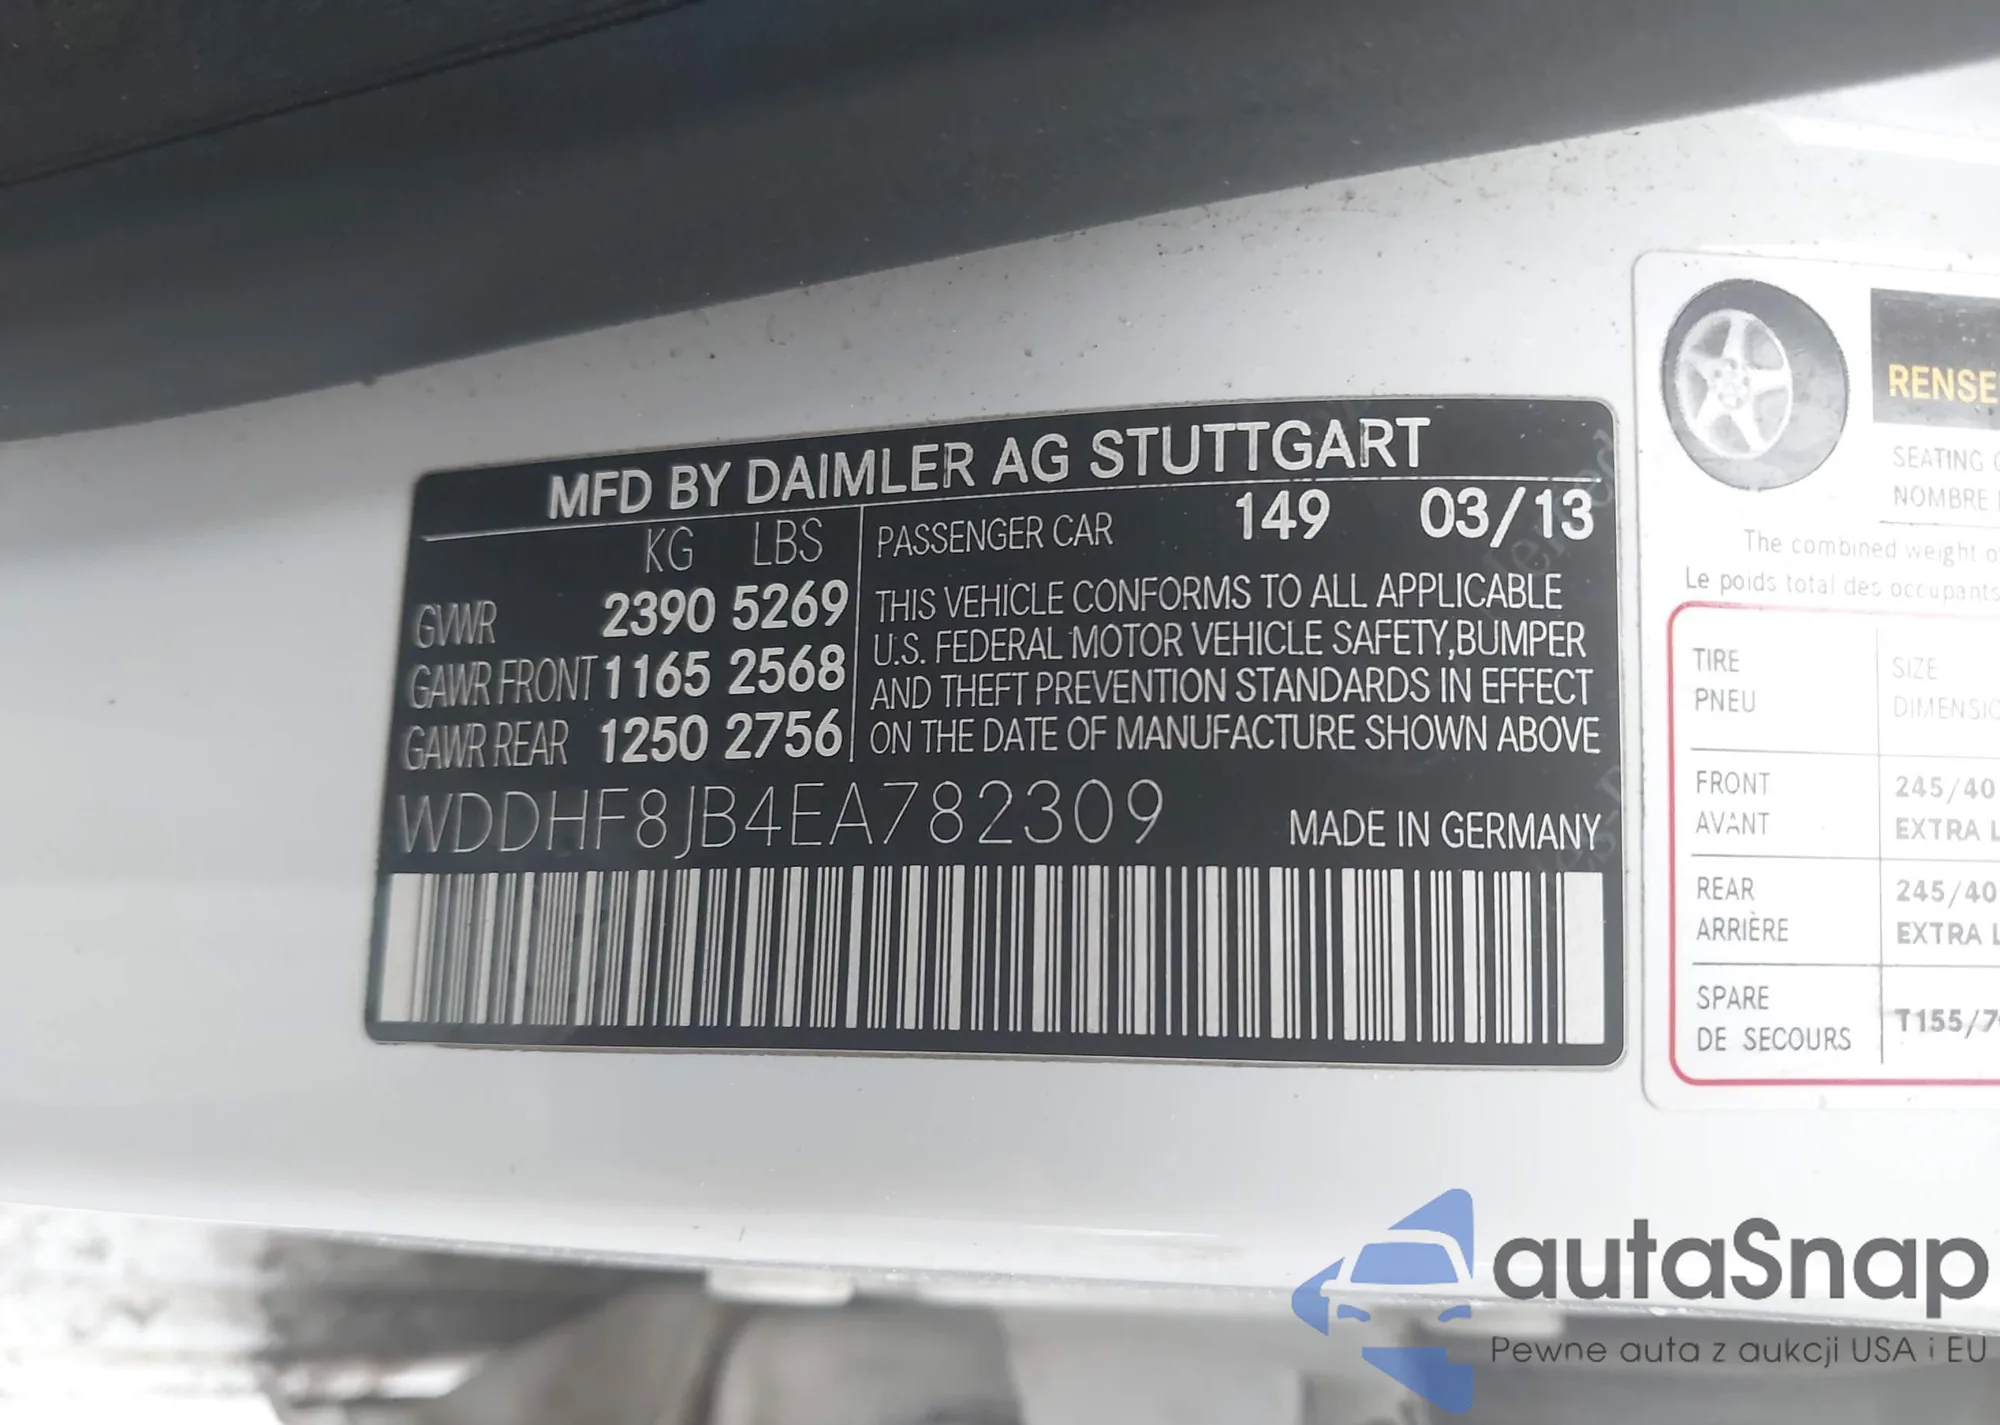 MFD BY DAIMLER AG STUTTGART
KG LBS
GVWR 2390 5269
GAWR FRONT 1165 2568
GAWR REAR 1250 2756
PASSENGER CAR 149 03/13
THIS VEHICLE CONFORMS TO ALL APPLICABLE
U.S. FEDERAL MOTOR VEHICLE SAFETY,BUMPER
AND THEFT PREVENTION STANDARDS IN EFFECT
ON THE DATE OF MANUFACTURE SHOWN ABOVE
WDDHF8JB4EA782309
MADE IN GERMANY
RENSE
SEATING
NOMBRE
The combined weight
Le poids total des occupants
TIRE SIZE
PNEU DIMENSIO
FRONT 245/40
AVANT EXTRA L
REAR 245/40
ARRIÈRE EXTRA L
SPARE
DE SECOURS T155/7
autaSnap
Pewne auta z aukcji USA i EU